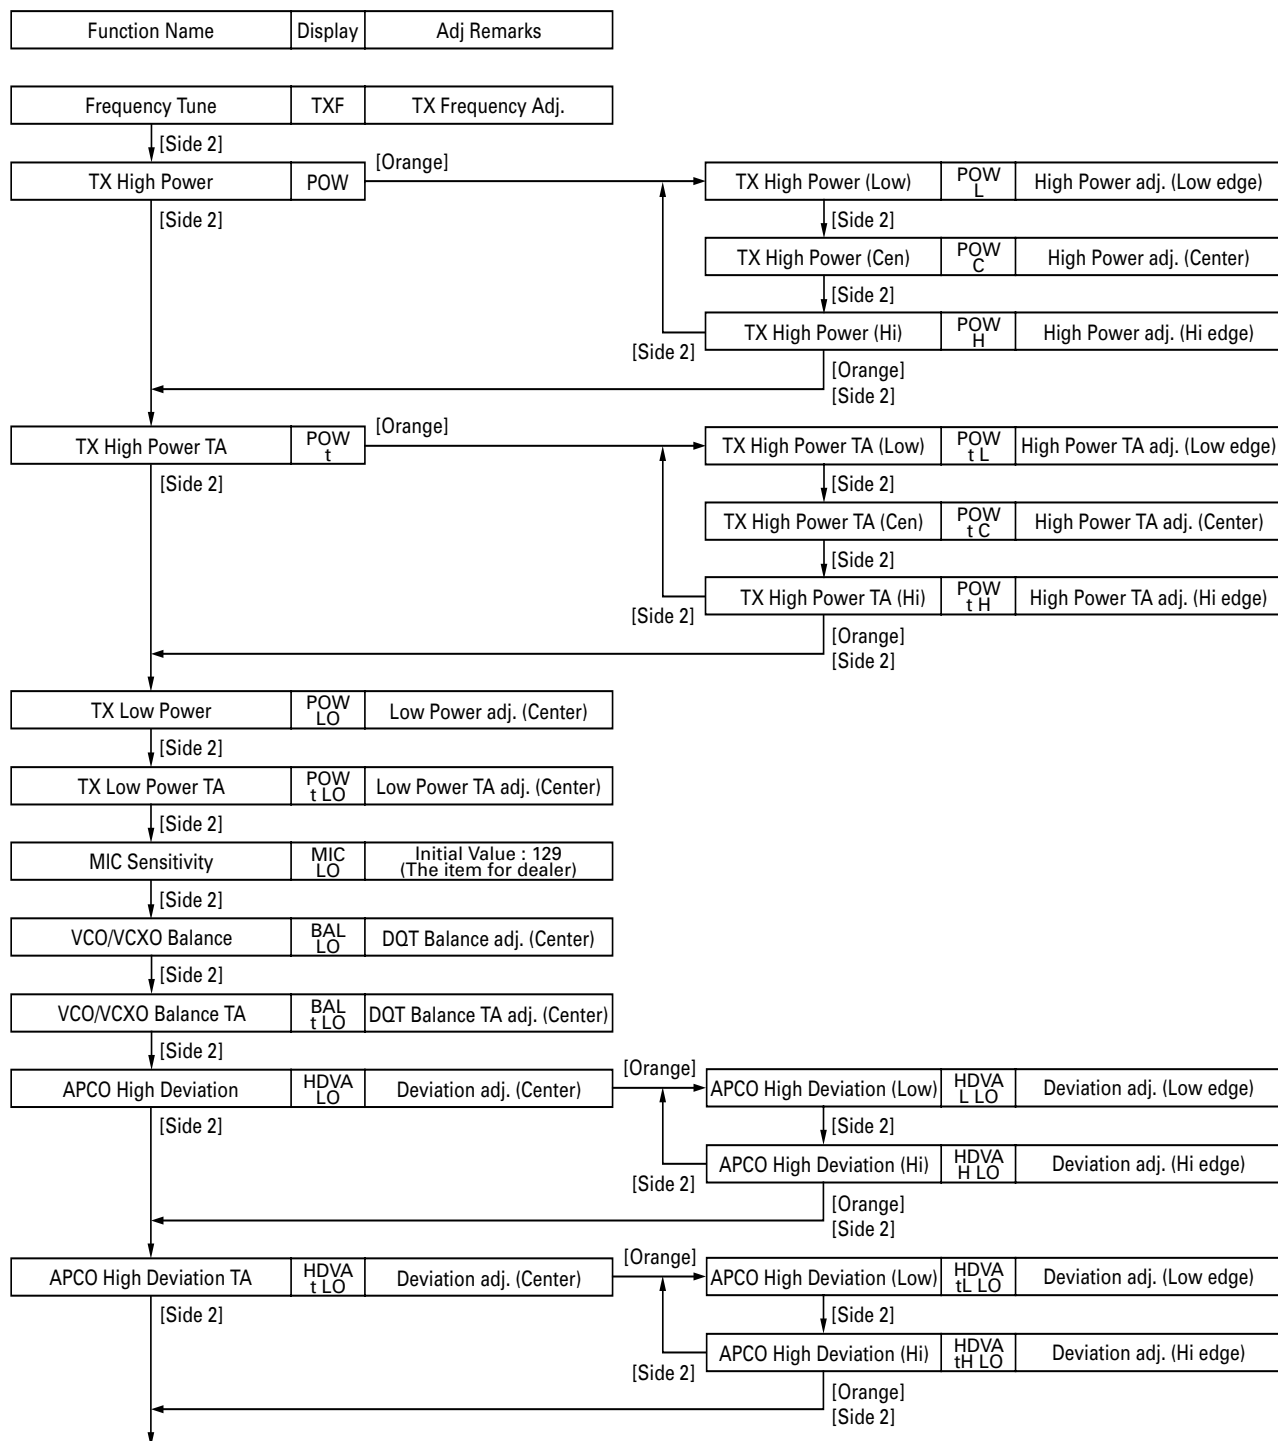 Function Name Display Adj Remarks
Frequency Tune TXF TX Frequency Adj.
[Side 2]
TX High Power POW
[Orange]
TX High Power (Low) POW L High Power adj. (Low edge)
[Side 2]
[Side 2]
TX High Power (Cen) POW C High Power adj. (Center)
[Side 2]
TX High Power (Hi) POW H High Power adj. (Hi edge)
[Side 2]
[Orange]
[Side 2]
TX High Power TA POW t
[Orange]
TX High Power TA (Low) POW t L High Power TA adj. (Low edge)
[Side 2]
[Side 2]
TX High Power TA (Cen) POW t C High Power TA adj. (Center)
[Side 2]
TX High Power TA (Hi) POW t H High Power TA adj. (Hi edge)
[Side 2]
[Orange]
[Side 2]
TX Low Power POW LO Low Power adj. (Center)
[Side 2]
TX Low Power TA POW t LO Low Power TA adj. (Center)
[Side 2]
MIC Sensitivity MIC LO Initial Value : 129
(The item for dealer)
[Side 2]
VCO/VCXO Balance BAL LO DQT Balance adj. (Center)
[Side 2]
VCO/VCXO Balance TA BAL t LO DQT Balance TA adj. (Center)
[Side 2]
APCO High Deviation HDVA LO Deviation adj. (Center)
[Orange]
APCO High Deviation (Low) HDVA L LO Deviation adj. (Low edge)
[Side 2]
[Side 2]
APCO High Deviation (Hi) HDVA H LO Deviation adj. (Hi edge)
[Side 2]
[Orange]
[Side 2]
APCO High Deviation TA HDVA t LO Deviation adj. (Center)
[Orange]
APCO High Deviation (Low) HDVA tL LO Deviation adj. (Low edge)
[Side 2]
[Side 2]
APCO High Deviation (Hi) HDVA tH LO Deviation adj. (Hi edge)
[Side 2]
[Orange]
[Side 2]